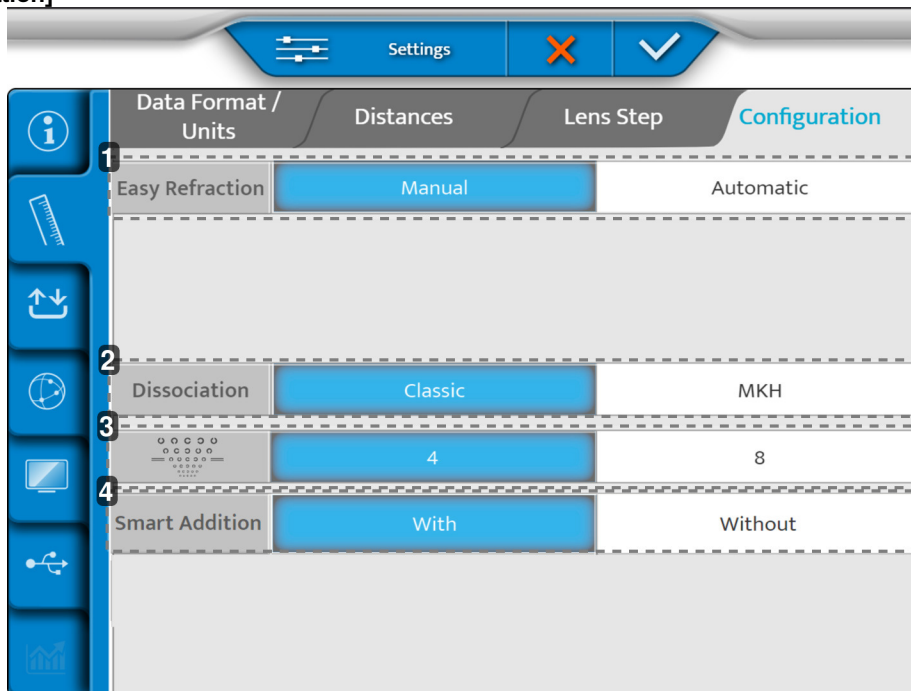 ation]
Settings
Data Format / Units Distances Lens Step Configuration
1
Easy Refraction Manual Automatic
2
Dissociation Classic MKH
3
4 8
4
Smart Addition With Without